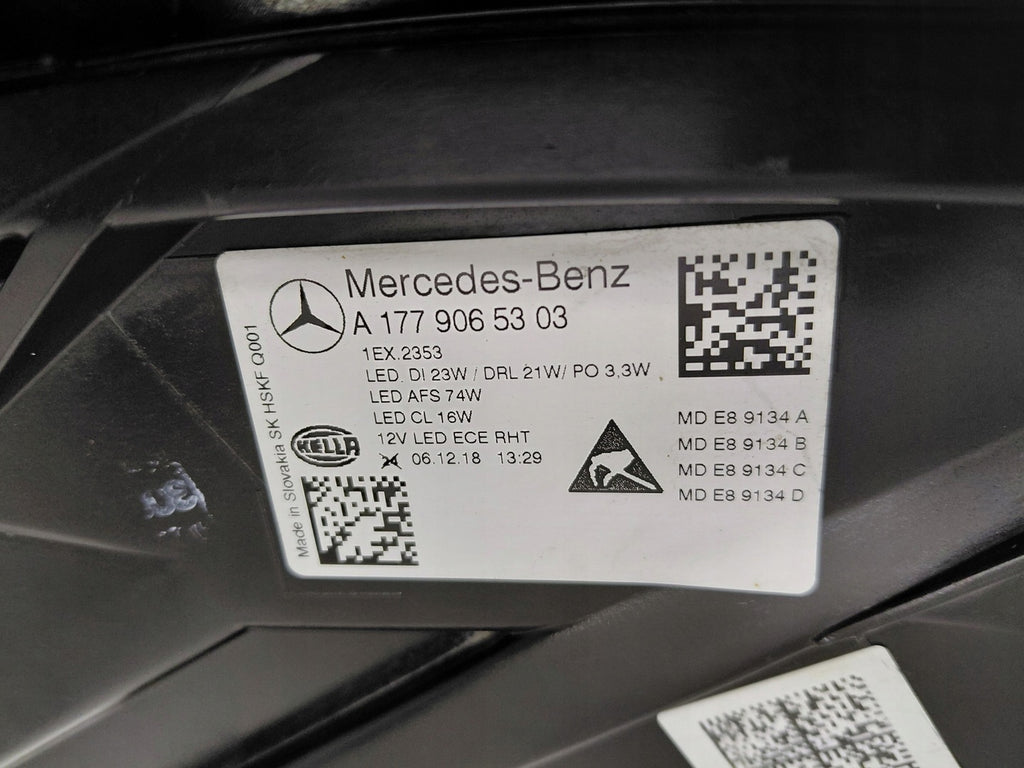 Mercedes-Benz
A 177 906 53 03
1EX.2353
LED, DI 23W / DRL 21W/ PO 3,3W
LED AFS 74W
LED CL 16W
12V LED ECE RHT
06.12.18 13:29
HELLA
Made in Slovakia SK HSKF Q001
MD E8 9134 A
MD E8 9134 B
MD E8 9134 C
MD E8 9134 D